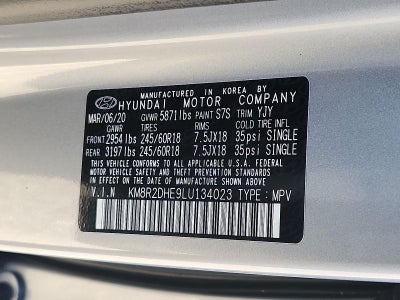 MANUFACTURED IN KOREA BY
HYUNDAI MOTOR COMPANY
MAR/06/20 GVWR 5871lbs PAINT S7S TRIM YJY
GAWR TIRES RIMS COLD TIRE INFL
FRONT 2954 lbs 245/60R18 7.5JX18 35psi SINGLE
REAR 3197 lbs 245/60R18 7.5JX18 35psi SINGLE
THIS VEHICLE CONFORMS TO ALL APPLICABLE U.S.A. FEDERAL
MOTOR VEHICLE SAFETY AND THEFT PREVENTION STANDARDS
IN EFFECT ON THE DATE OF MANUFACTURE SHOWN ABOVE.
V.I.N KM8R2DHE9LU134023 TYPE : MPV